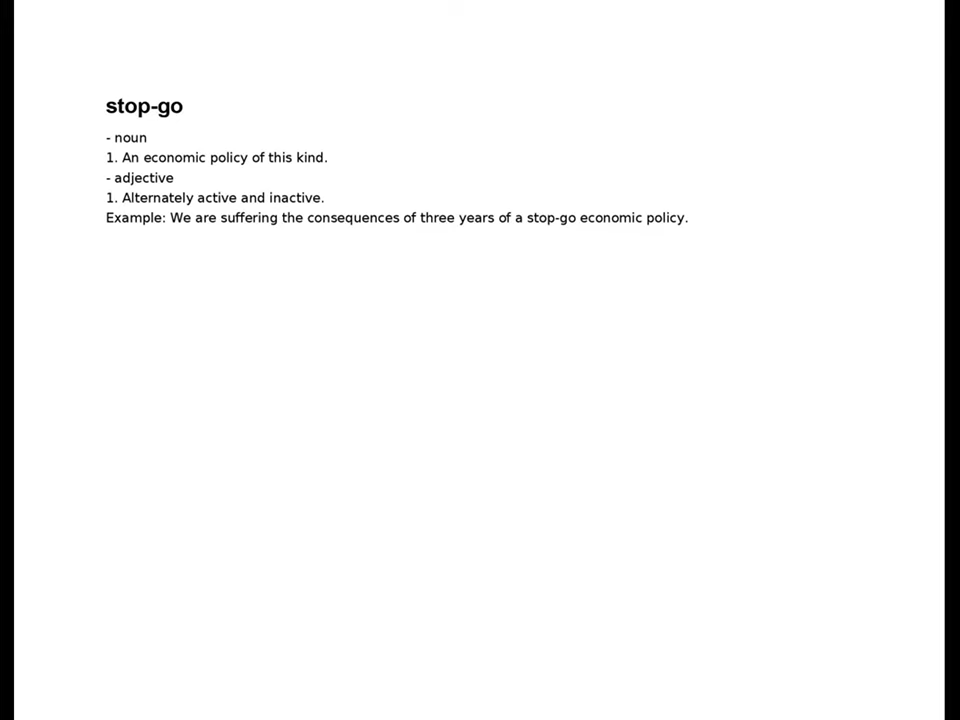 stop-go
- noun
1. An economic policy of this kind.
- adjective
1. Alternately active and inactive.
Example: We are suffering the consequences of three years of a stop-go economic policy.